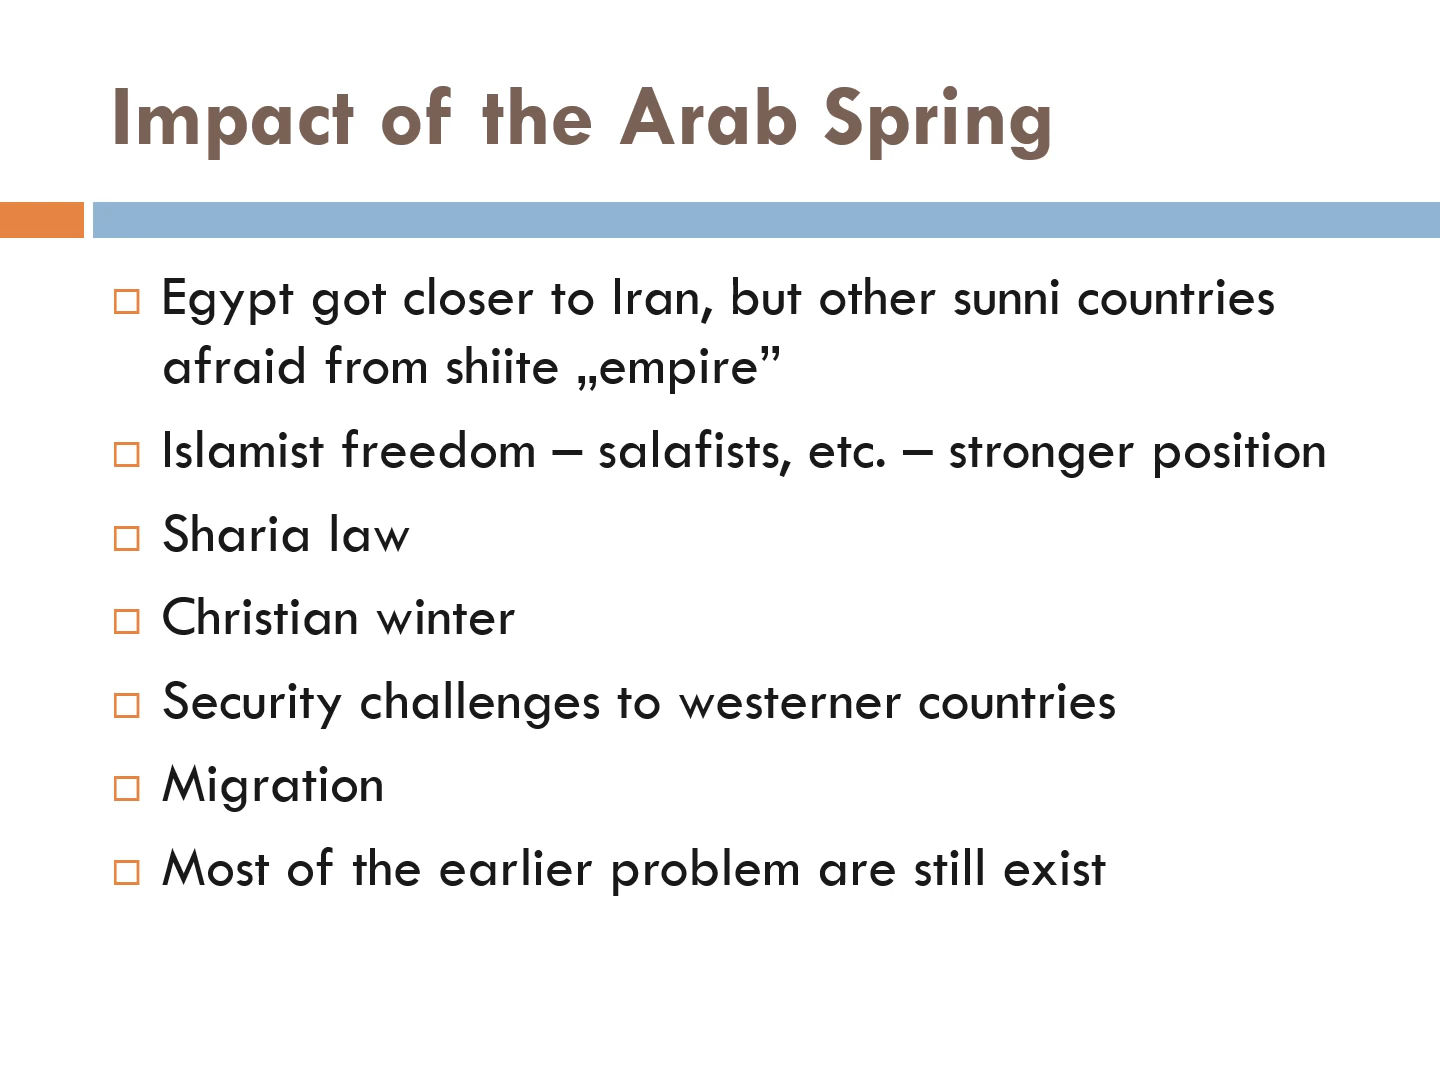 Impact of the Arab Spring
Egypt got closer to Iran, but other sunni countries
afraid from shiite „empire”
Islamist freedom – salafists, etc. – stronger position
Sharia law
Christian winter
Security challenges to westerner countries
Migration
Most of the earlier problem are still exist